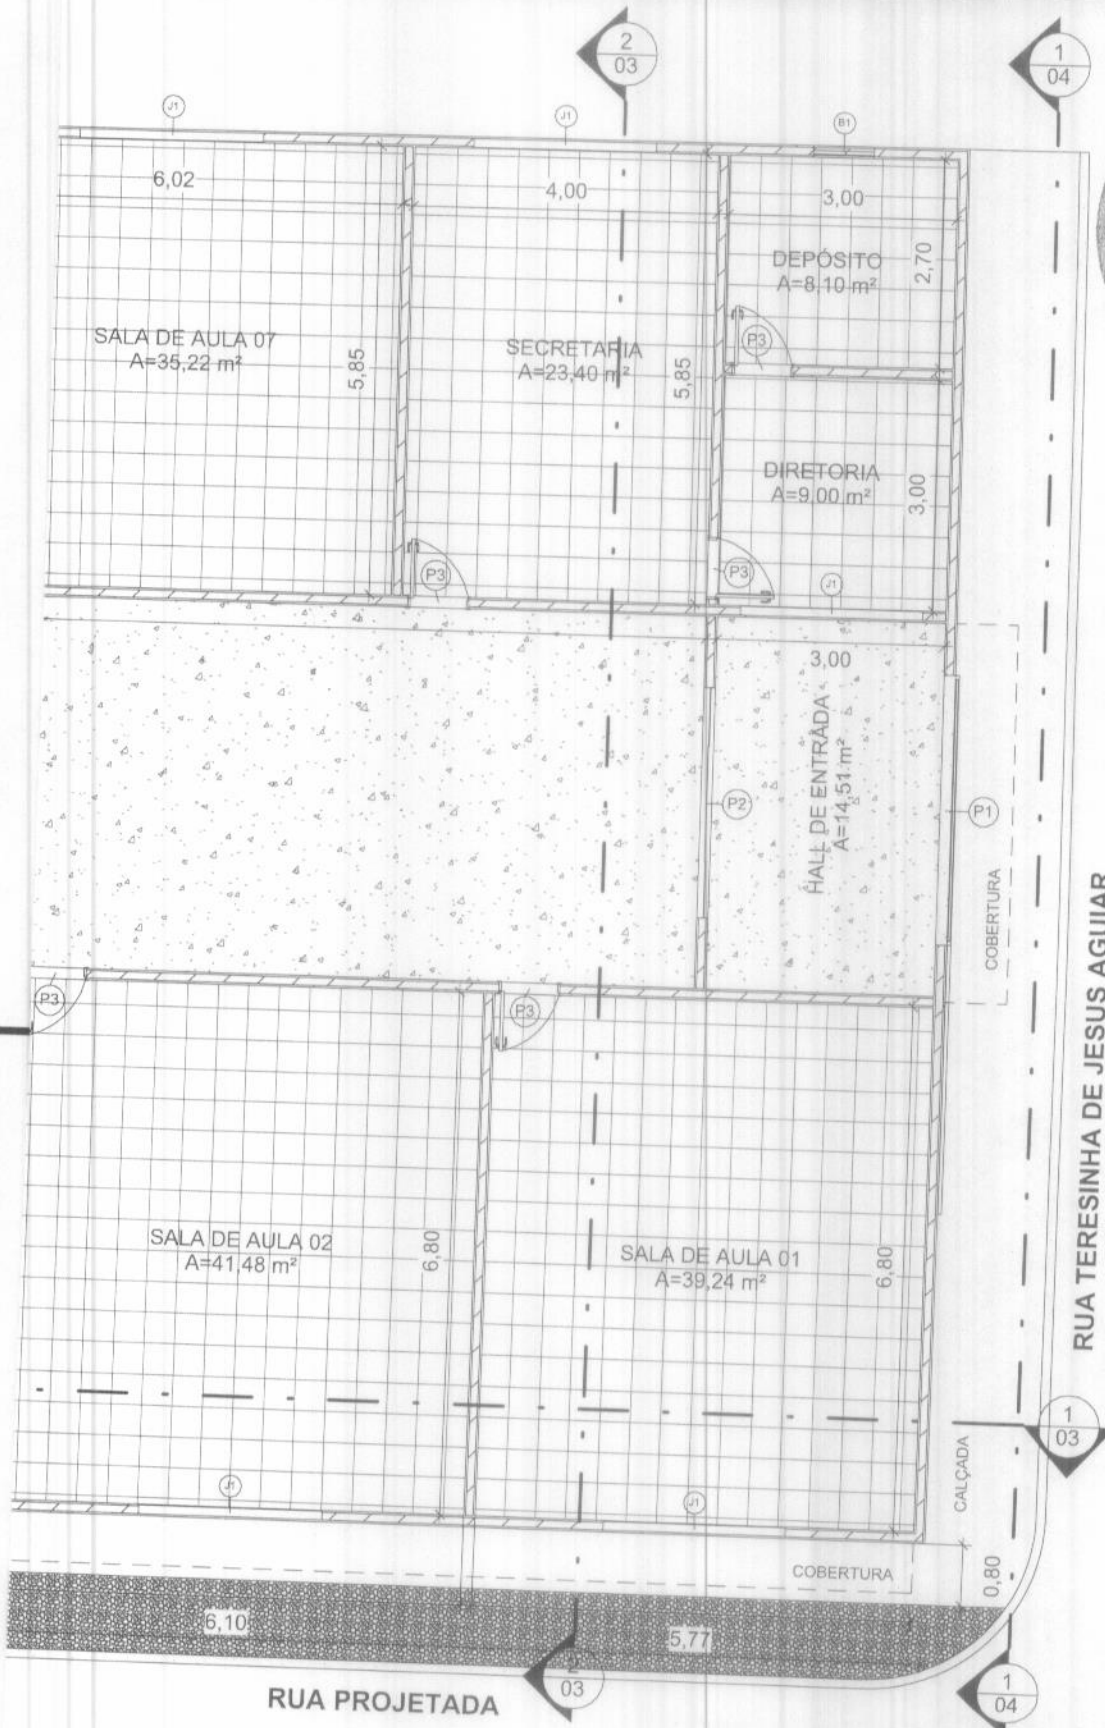 2
03
1
04
J1
J1
B1
6,02
4,00
3,00
DEPÓSITO
A=8,10 m²
2,70
SALA DE AULA 07
A=35,22 m²
5,85
SECRETARIA
A=23,40 m²
5,85
P3
DIRETORIA
A=9,00 m²
3,00
P3
P3
J1
3,00
HALL DE ENTRADA
A=14,51 m²
P2
P1
COBERTURA
RUA TERESINHA DE JESUS AGUIAR
P3
P3
SALA DE AULA 02
A=41,48 m²
6,80
SALA DE AULA 01
A=39,24 m²
6,80
1
03
CALÇADA
J1
J1
COBERTURA
0,80
6,10
5,77
2
03
1
04
RUA PROJETADA